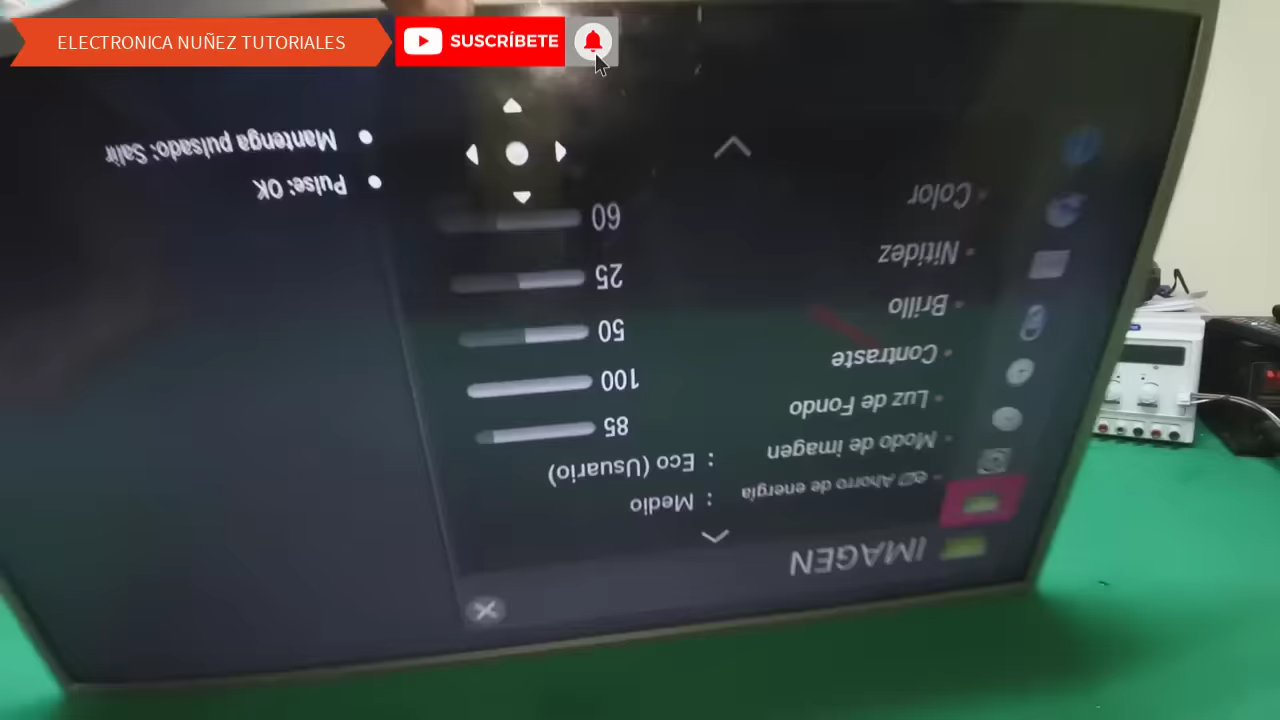 ELECTRONICA NUÑEZ TUTORIALES
SUSCRÍBETE
IMAGEN
Ahorro de energía : Medio
Modo de imagen : Eco (Usuario)
Luz de Fondo 85
Contraste 100
Brillo 50
Nitidez 25
Color 60
Pulse: OK
Mantenga pulsado: Salir